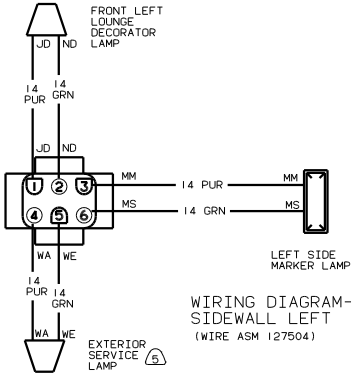 FRONT LEFT
LOUNGE
DECORATOR
LAMP
JD ND
14
PUR
14
GRN
JD ND
1 2 3
MM
14 PUR
MM
4 5 6
MS
14 GRN
MS
WA WE
LEFT SIDE
MARKER LAMP
14
PUR
14
GRN
WIRING DIAGRAM-
SIDEWALL LEFT
(WIRE ASM 127504)
WA WE
EXTERIOR
SERVICE
LAMP
5